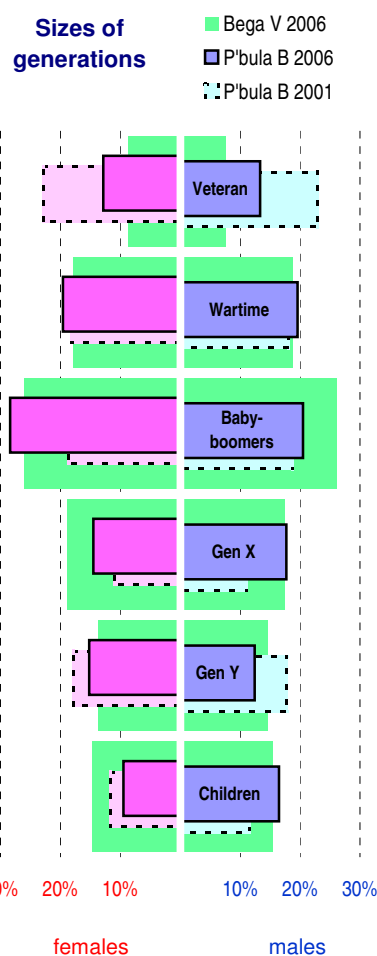 Sizes of
generations
Bega V 2006
P'bula B 2006
P'bula B 2001
Veteran
Wartime
Baby-
boomers
Gen X
Gen Y
Children
20% 10% 10% 20% 30%
females males